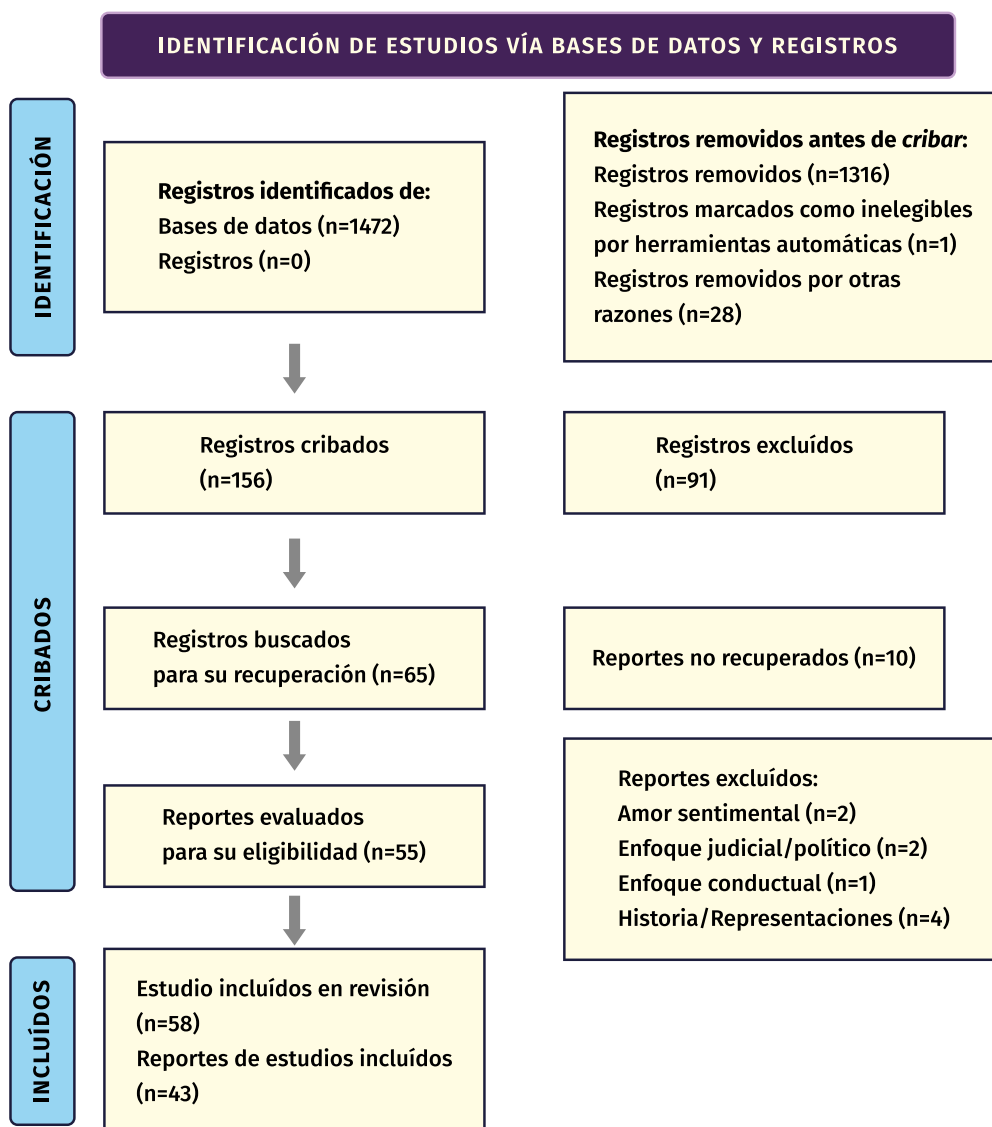 IDENTIFICACIÓN DE ESTUDIOS VÍA BASES DE DATOS Y REGISTROS
IDENTIFICACIÓN
Registros identificados de:
Bases de datos (n=1472)
Registros (n=0)
Registros removidos antes de cribar:
Registros removidos (n=1316)
Registros marcados como inelegibles
por herramientas automáticas (n=1)
Registros removidos por otras
razones (n=28)
CRIBADOS
Registros cribados
(n=156)
Registros excluídos
(n=91)
Registros buscados
para su recuperación (n=65)
Reportes no recuperados (n=10)
Reportes evaluados
para su eligibilidad (n=55)
Reportes excluídos:
Amor sentimental (n=2)
Enfoque judicial/político (n=2)
Enfoque conductual (n=1)
Historia/Representaciones (n=4)
INCLUÍDOS
Estudio incluídos en revisión
(n=58)
Reportes de estudios incluídos
(n=43)